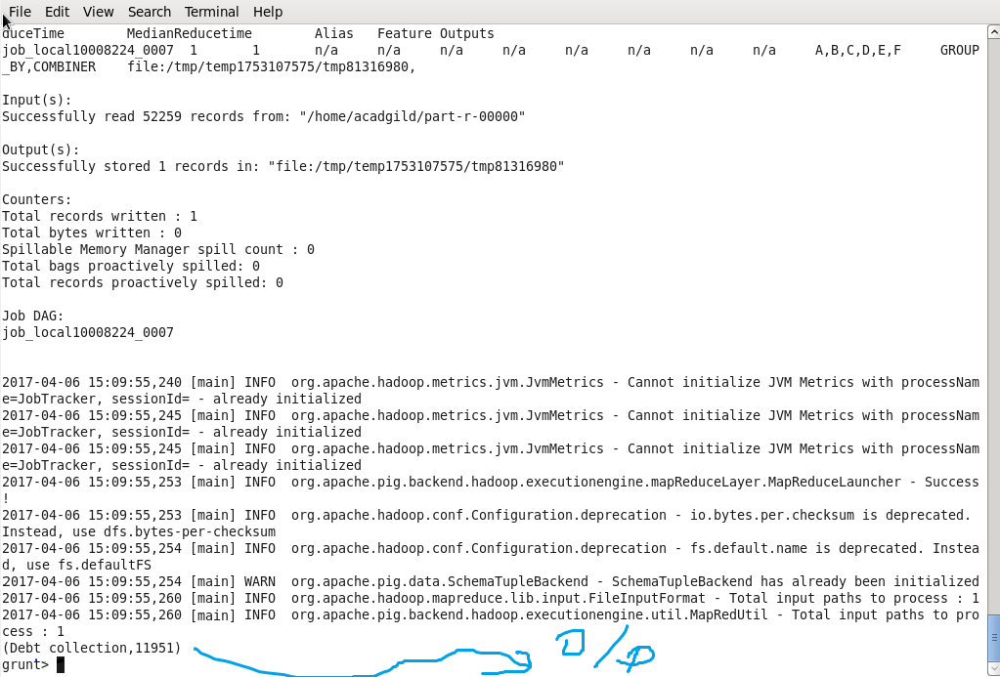 File Edit View Search Terminal Help
duceTime MedianReducetime Alias Feature Outputs
job_local10008224_0007 1 1 n/a n/a n/a n/a n/a n/a n/a n/a A,B,C,D,E,F GROUP
_BY,COMBINER file:/tmp/temp1753107575/tmp81316980,
Input(s):
Successfully read 52259 records from: "/home/acadgild/part-r-00000"
Output(s):
Successfully stored 1 records in: "file:/tmp/temp1753107575/tmp81316980"
Counters:
Total records written : 1
Total bytes written : 0
Spillable Memory Manager spill count : 0
Total bags proactively spilled: 0
Total records proactively spilled: 0
Job DAG:
job_local10008224_0007
2017-04-06 15:09:55,240 [main] INFO org.apache.hadoop.metrics.jvm.JvmMetrics - Cannot initialize JVM Metrics with processNam
e=JobTracker, sessionId= - already initialized
2017-04-06 15:09:55,245 [main] INFO org.apache.hadoop.metrics.jvm.JvmMetrics - Cannot initialize JVM Metrics with processNam
e=JobTracker, sessionId= - already initialized
2017-04-06 15:09:55,245 [main] INFO org.apache.hadoop.metrics.jvm.JvmMetrics - Cannot initialize JVM Metrics with processNam
e=JobTracker, sessionId= - already initialized
2017-04-06 15:09:55,253 [main] INFO org.apache.pig.backend.hadoop.executionengine.mapReduceLayer.MapReduceLauncher - Success
!
2017-04-06 15:09:55,253 [main] INFO org.apache.hadoop.conf.Configuration.deprecation - io.bytes.per.checksum is deprecated.
Instead, use dfs.bytes-per-checksum
2017-04-06 15:09:55,254 [main] INFO org.apache.hadoop.conf.Configuration.deprecation - fs.default.name is deprecated. Instea
d, use fs.defaultFS
2017-04-06 15:09:55,254 [main] WARN org.apache.pig.data.SchemaTupleBackend - SchemaTupleBackend has already been initialized
2017-04-06 15:09:55,260 [main] INFO org.apache.hadoop.mapreduce.lib.input.FileInputFormat - Total input paths to process : 1
2017-04-06 15:09:55,260 [main] INFO org.apache.pig.backend.hadoop.executionengine.util.MapRedUtil - Total input paths to pro
cess : 1
(Debt collection,11951)
O/P
grunt>